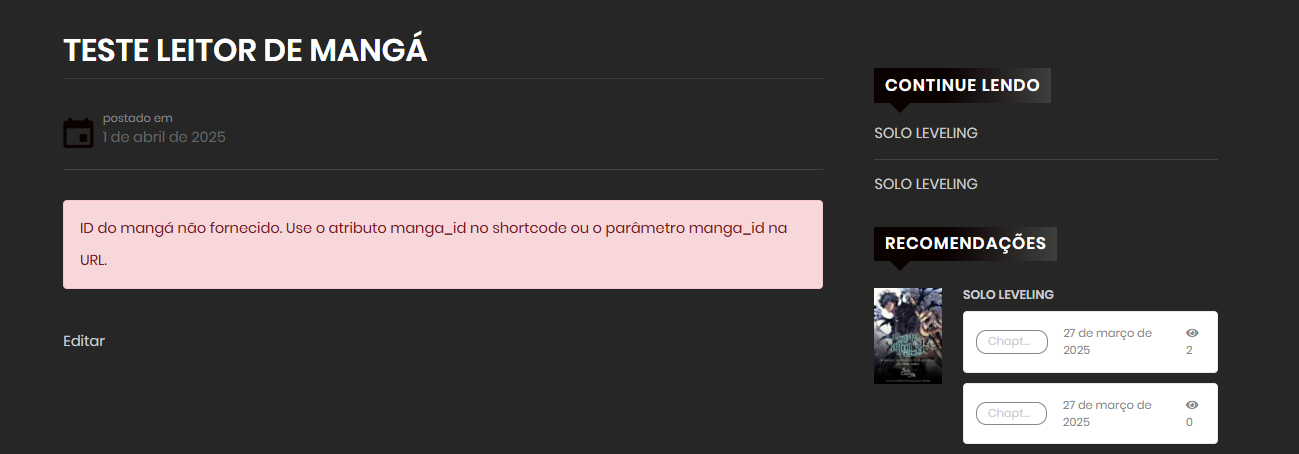 TESTE LEITOR DE MANGÁ
postado em
1 de abril de 2025
ID do mangá não fornecido. Use o atributo manga_id no shortcode ou o parâmetro manga_id na
URL.
Editar
CONTINUE LENDO
SOLO LEVELING
SOLO LEVELING
RECOMENDAÇÕES
SOLO LEVELING
Chapt...
27 de março de
2025
2
Chapt...
27 de março de
2025
0